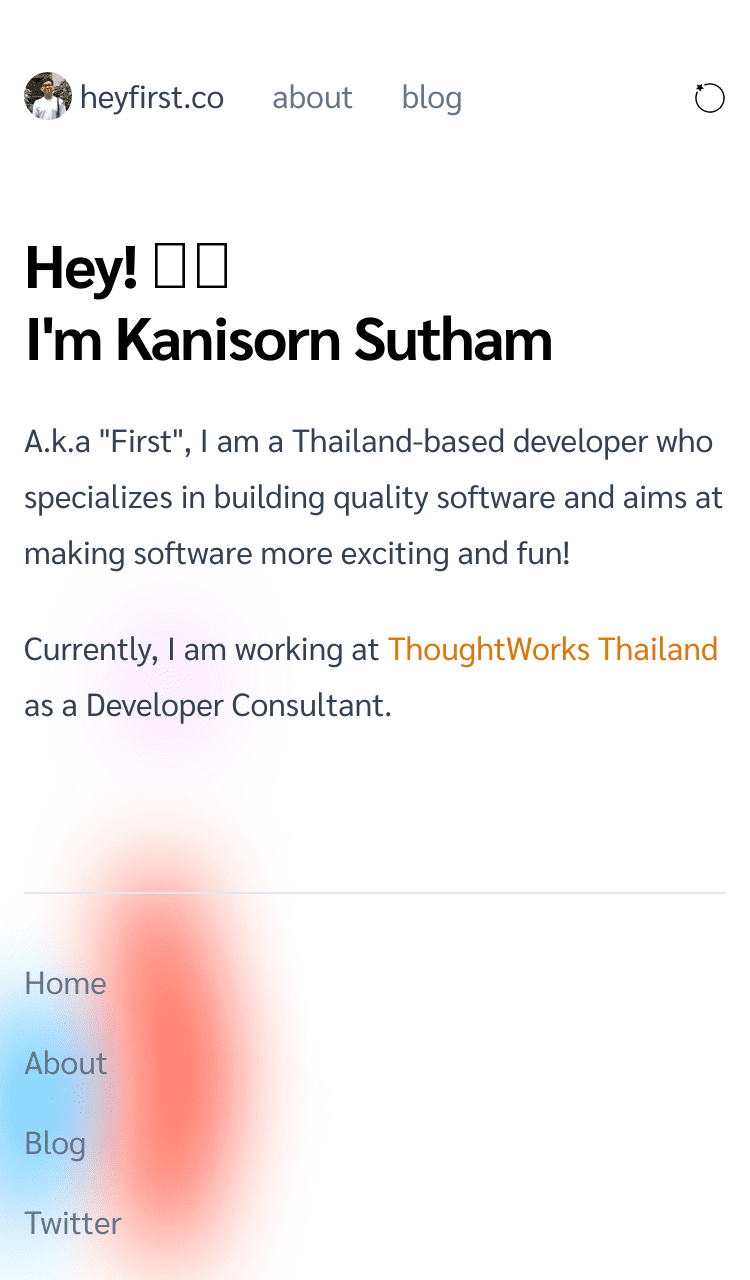 heyfirst.co about blog
Hey!
I'm Kanisorn Sutham
A.k.a "First", I am a Thailand-based developer who
specializes in building quality software and aims at
making software more exciting and fun!
Currently, I am working at ThoughtWorks Thailand
as a Developer Consultant.
Home
About
Blog
Twitter